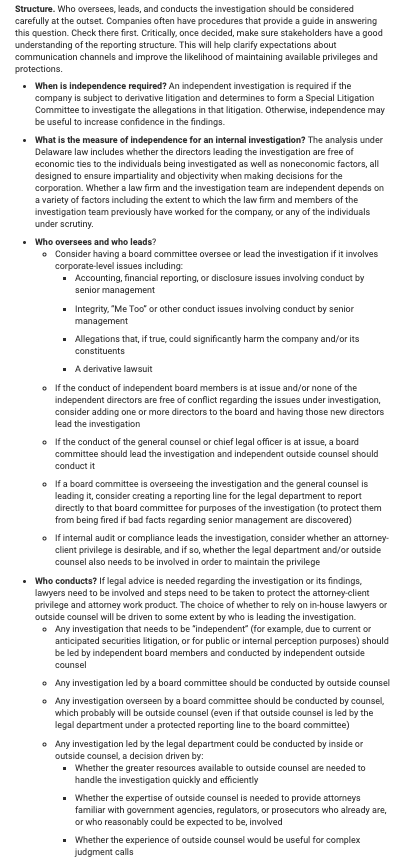 Structure. Who oversees, leads, and conducts the investigation should be considered
carefully at the outset. Companies often have procedures that provide a guide in answering
this question. Check there first. Critically, once decided, make sure stakeholders have a good
understanding of the reporting structure. This will help clarify expectations about
communication channels and improve the likelihood of maintaining available privileges and
protections.
• When is independence required? An independent investigation is required if the
company is subject to derivative litigation and determines to form a Special Litigation
Committee to investigate the allegations in that litigation. Otherwise, independence may
be useful to increase confidence in the findings.
• What is the measure of independence for an internal investigation? The analysis under
Delaware law includes whether the directors leading the investigation are free of
economic ties to the individuals being investigated as well as noneconomic factors, all
designed to ensure impartiality and objectivity when making decisions for the
corporation. Whether a law firm and the investigation team are independent depends on
a variety of factors including the extent to which the law firm and members of the
investigation team previously have worked for the company, or any of the individuals
under scrutiny.
• Who oversees and who leads?
o Consider having a board committee oversee or lead the investigation if it involves
corporate-level issues including:
▪ Accounting, financial reporting, or disclosure issues involving conduct by
senior management
▪ Integrity, “Me Too” or other conduct issues involving conduct by senior
management
▪ Allegations that, if true, could significantly harm the company and/or its
constituents
▪ A derivative lawsuit
o If the conduct of independent board members is at issue and/or none of the
independent directors are free of conflict regarding the issues under investigation,
consider adding one or more directors to the board and having those new directors
lead the investigation
o If the conduct of the general counsel or chief legal officer is at issue, a board
committee should lead the investigation and independent outside counsel should
conduct it
o If a board committee is overseeing the investigation and the general counsel is
leading it, consider creating a reporting line for the legal department to report
directly to that board committee for purposes of the investigation (to protect
them from being fired if bad facts regarding senior management are discovered)
o If internal audit or compliance leads the investigation, consider whether an attorney-
client privilege is desirable, and if so, whether the legal department and/or outside
counsel also needs to be involved in order to maintain the privilege
• Who conducts? If legal advice is needed regarding the investigation or its findings,
lawyers need to be involved and steps need to be taken to protect the attorney-client
privilege and attorney work product. The choice of whether to rely on in-house lawyers or
outside counsel will be driven to some extent by who is leading the investigation.
o Any investigation that needs to be “independent” (for example, due to current or
anticipated securities litigation, or for public or internal perception purposes) should
be led by independent board members and conducted by independent outside
counsel
o Any investigation led by a board committee should be conducted by outside counsel
o Any investigation overseen by a board committee should be conducted by counsel,
which probably will be outside counsel (even if that outside counsel is led by the
legal department under a protected reporting line to the board committee)
o Any investigation led by the legal department could be conducted by inside or
outside counsel, a decision driven by:
▪ Whether the greater resources available to outside counsel are needed to
handle the investigation quickly and efficiently
▪ Whether the expertise of outside counsel is needed to provide attorneys
familiar with government agencies, regulators, or prosecutors who already are,
or who reasonably could be expected to be, involved
▪ Whether the experience of outside counsel would be useful for complex
judgment calls